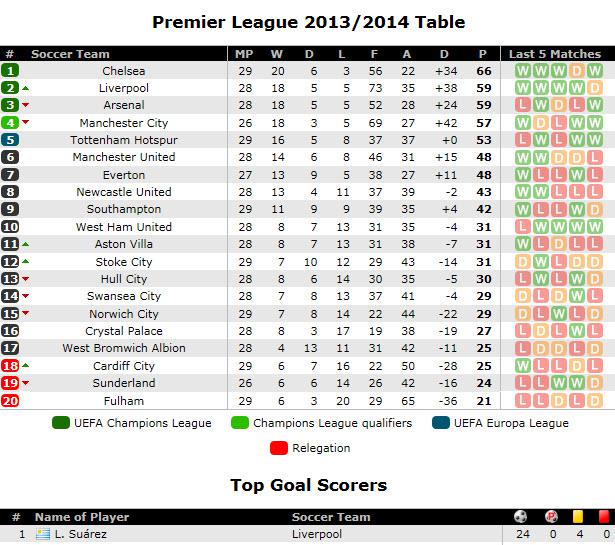 Premier League 2013/2014 Table
# Soccer Team MP W D L F A D P Last 5 Matches
1 Chelsea 29 20 6 3 56 22 +34 66 W W W D W
2 Liverpool 28 18 5 5 73 35 +38 59 W W W W D
3 Arsenal 28 18 5 5 52 28 +24 59 L W D L W
4 Manchester City 26 18 3 5 69 27 +42 57 W D L W W
5 Tottenham Hotspur 29 16 5 8 37 37 +0 53 L W L W W
6 Manchester United 28 14 6 8 46 31 +15 48 W W D D L
7 Everton 27 13 9 5 38 27 +11 48 W L L W L
8 Newcastle United 28 13 4 11 37 39 -2 43 W W L L L
9 Southampton 29 11 9 9 39 35 +4 42 W L L W D
10 West Ham United 28 8 7 13 31 35 -4 31 L W W W W
11 Aston Villa 28 8 7 13 31 38 -7 31 W L D L L
12 Stoke City 29 7 10 12 29 43 -14 31 D W L D D
13 Hull City 28 8 6 14 30 35 -5 30 L W L W L
14 Swansea City 28 7 8 13 37 41 -4 29 D L D W L
15 Norwich City 29 7 8 14 22 44 -22 29 D L W L D
16 Crystal Palace 28 8 3 17 19 38 -19 27 L D L L W
17 West Bromwich Albion 28 4 13 11 31 42 -11 25 L D D L D
18 Cardiff City 29 6 7 16 22 50 -28 25 W L L D L
19 Sunderland 26 6 6 14 26 42 -16 24 L L W W D
20 Fulham 29 6 3 20 29 65 -36 21 L L D L D
UEFA Champions League Champions League qualifiers UEFA Europa League
Relegation
Top Goal Scorers
# Name of Player Soccer Team
1 L. Suárez Liverpool 24 0 4 0